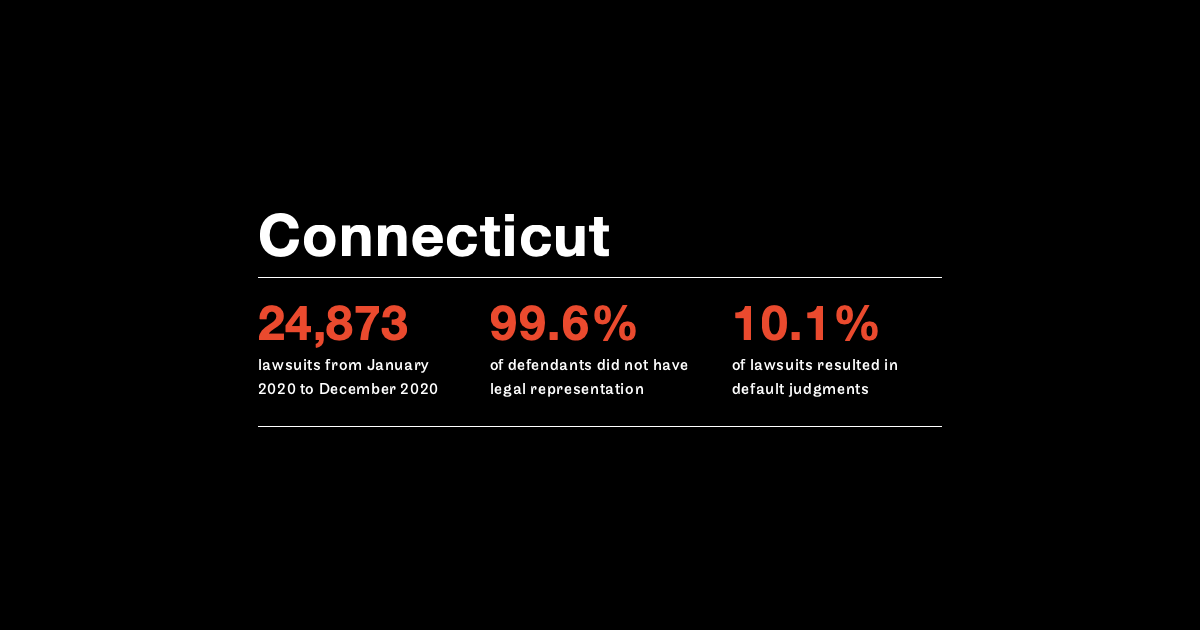 Connecticut
24,873
lawsuits from January
2020 to December 2020
99.6%
of defendants did not have
legal representation
10.1%
of lawsuits resulted in
default judgments